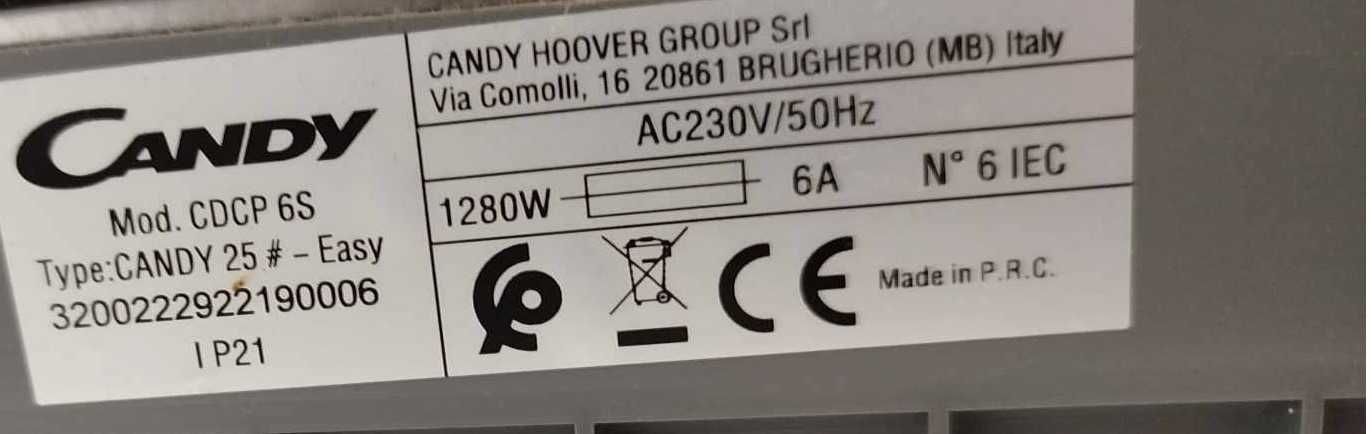 CANDY
Mod. CDCP 6S
Type:CANDY 25 # – Easy
3200222922190006
I P21
CANDY HOOVER GROUP Srl
Via Comolli, 16 20861 BRUGHERIO (MB) Italy
AC230V/50Hz
1280W 6A N° 6 IEC
CE Made in P.R.C.